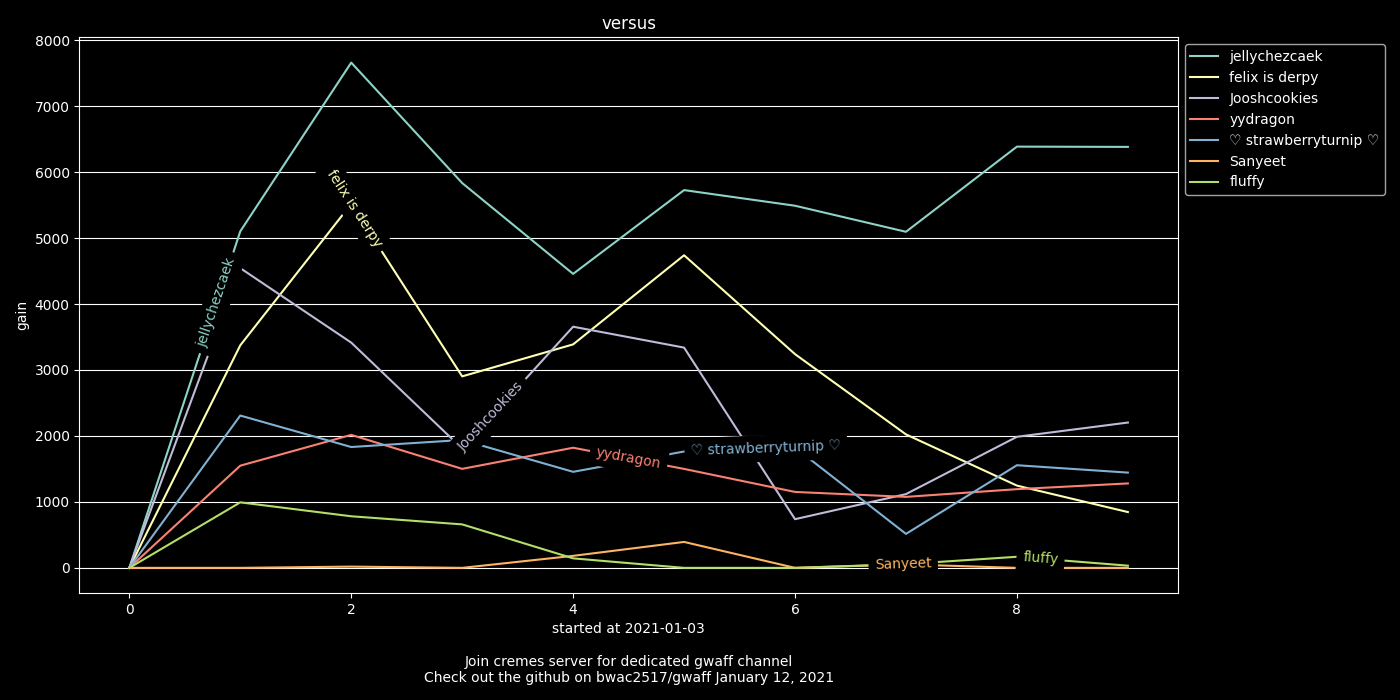 versus
8000
7000
6000
5000
4000
3000
2000
1000
0
gain
jellychezcaek
felix is derpy
Jooshcookies
yydragon
♡ strawberryturnip ♡
Sanyeet
fluffy
0 2 4 6 8
started at 2021-01-03
Join cremes server for dedicated gwaff channel
Check out the github on bwac2517/gwaff January 12, 2021
jellychezcaek
felix is derpy
Jooshcookies
yydragon
♡ strawberryturnip ♡
Sanyeet
fluffy